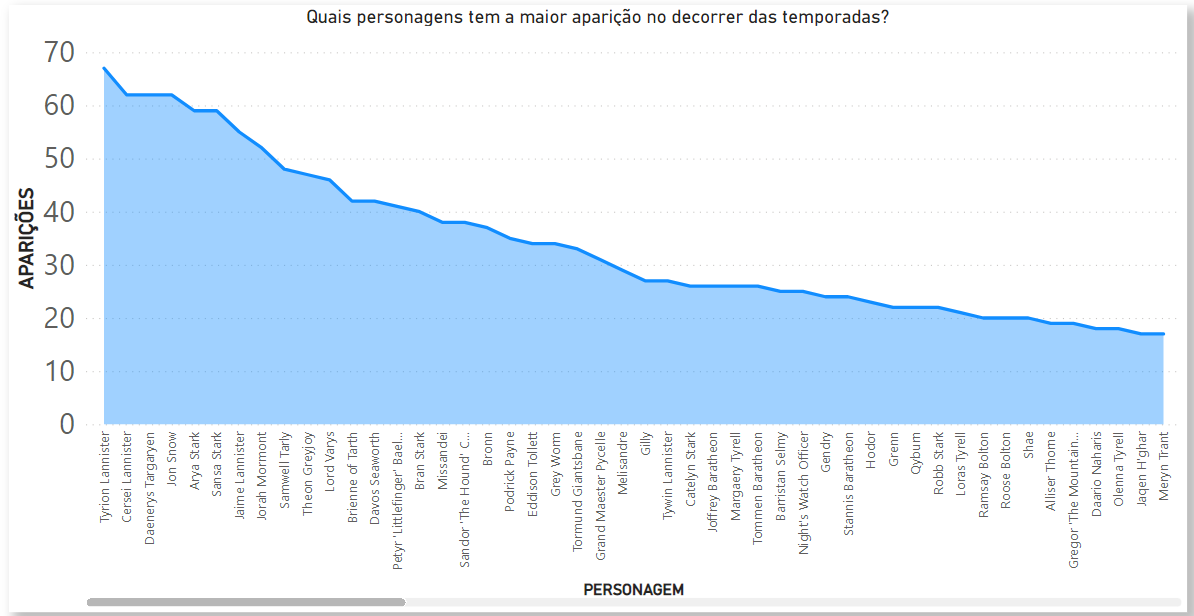 Quais personagens tem a maior aparição no decorrer das temporadas?
APARIÇÕES
70
60
50
40
30
20
10
0
Tyrion Lannister
Cersei Lannister
Daenerys Targaryen
Jon Snow
Arya Stark
Sansa Stark
Jaime Lannister
Jorah Mormont
Samwell Tarly
Theon Greyjoy
Lord Varys
Brienne of Tarth
Davos Seaworth
Petyr 'Littlefinger' Bael...
Bran Stark
Missandei
Sandor 'The Hound' C...
Bronn
Podrick Payne
Eddison Tollett
Grey Worm
Tormund Giantsbane
Grand Maester Pycelle
Melisandre
Gilly
Tywin Lannister
Catelyn Stark
Joffrey Baratheon
Margaery Tyrell
Tommen Baratheon
Barristan Selmy
Night's Watch Officer
Gendry
Stannis Baratheon
Hodor
Grenn
Qyburn
Robb Stark
Loras Tyrell
Ramsay Bolton
Roose Bolton
Shae
Alliser Thorne
Gregor 'The Mountain...
Daario Naharis
Olenna Tyrell
Jaqen H'ghar
Meryn Trant
PERSONAGEM